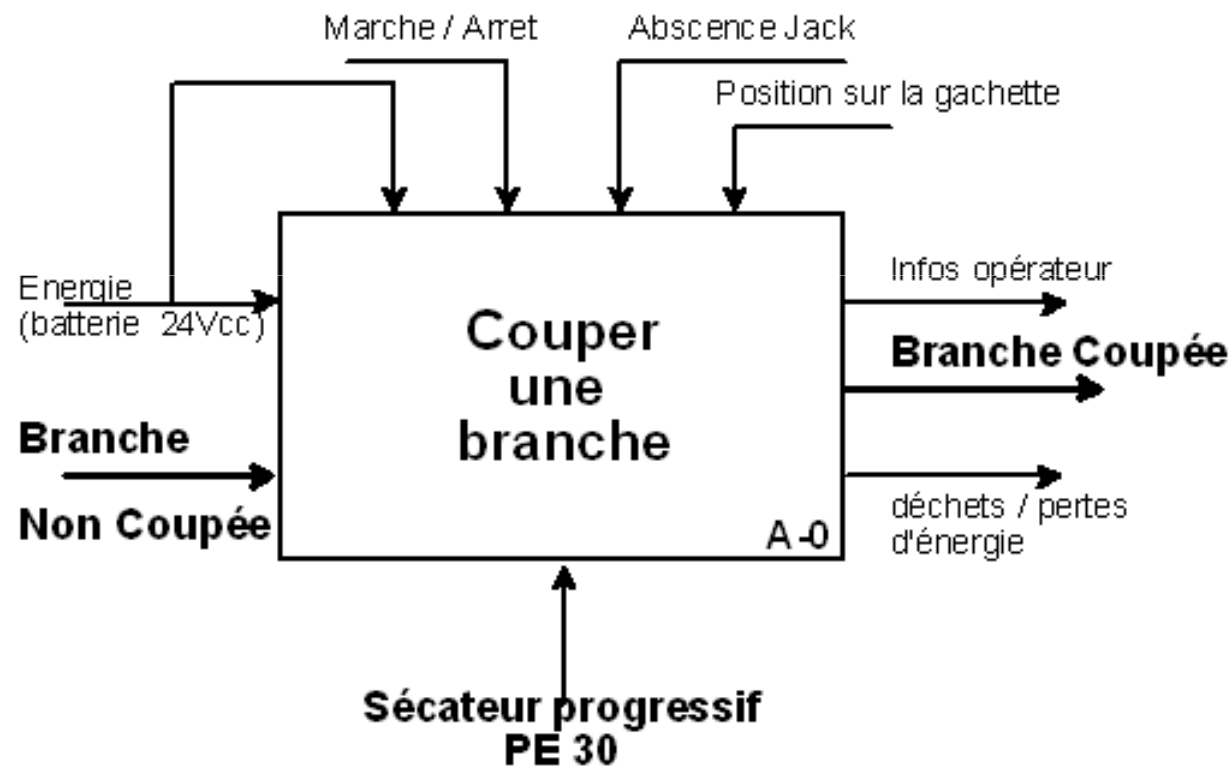 Marche / Arret
Abscence Jack
Position sur la gachette
Energie
(batterie 24Vcc)
Infos opérateur
Branche Coupée
Couper
une
branche
Branche
Non Coupée
déchets / pertes
d'énergie
A-0
Sécateur progressif
PE 30